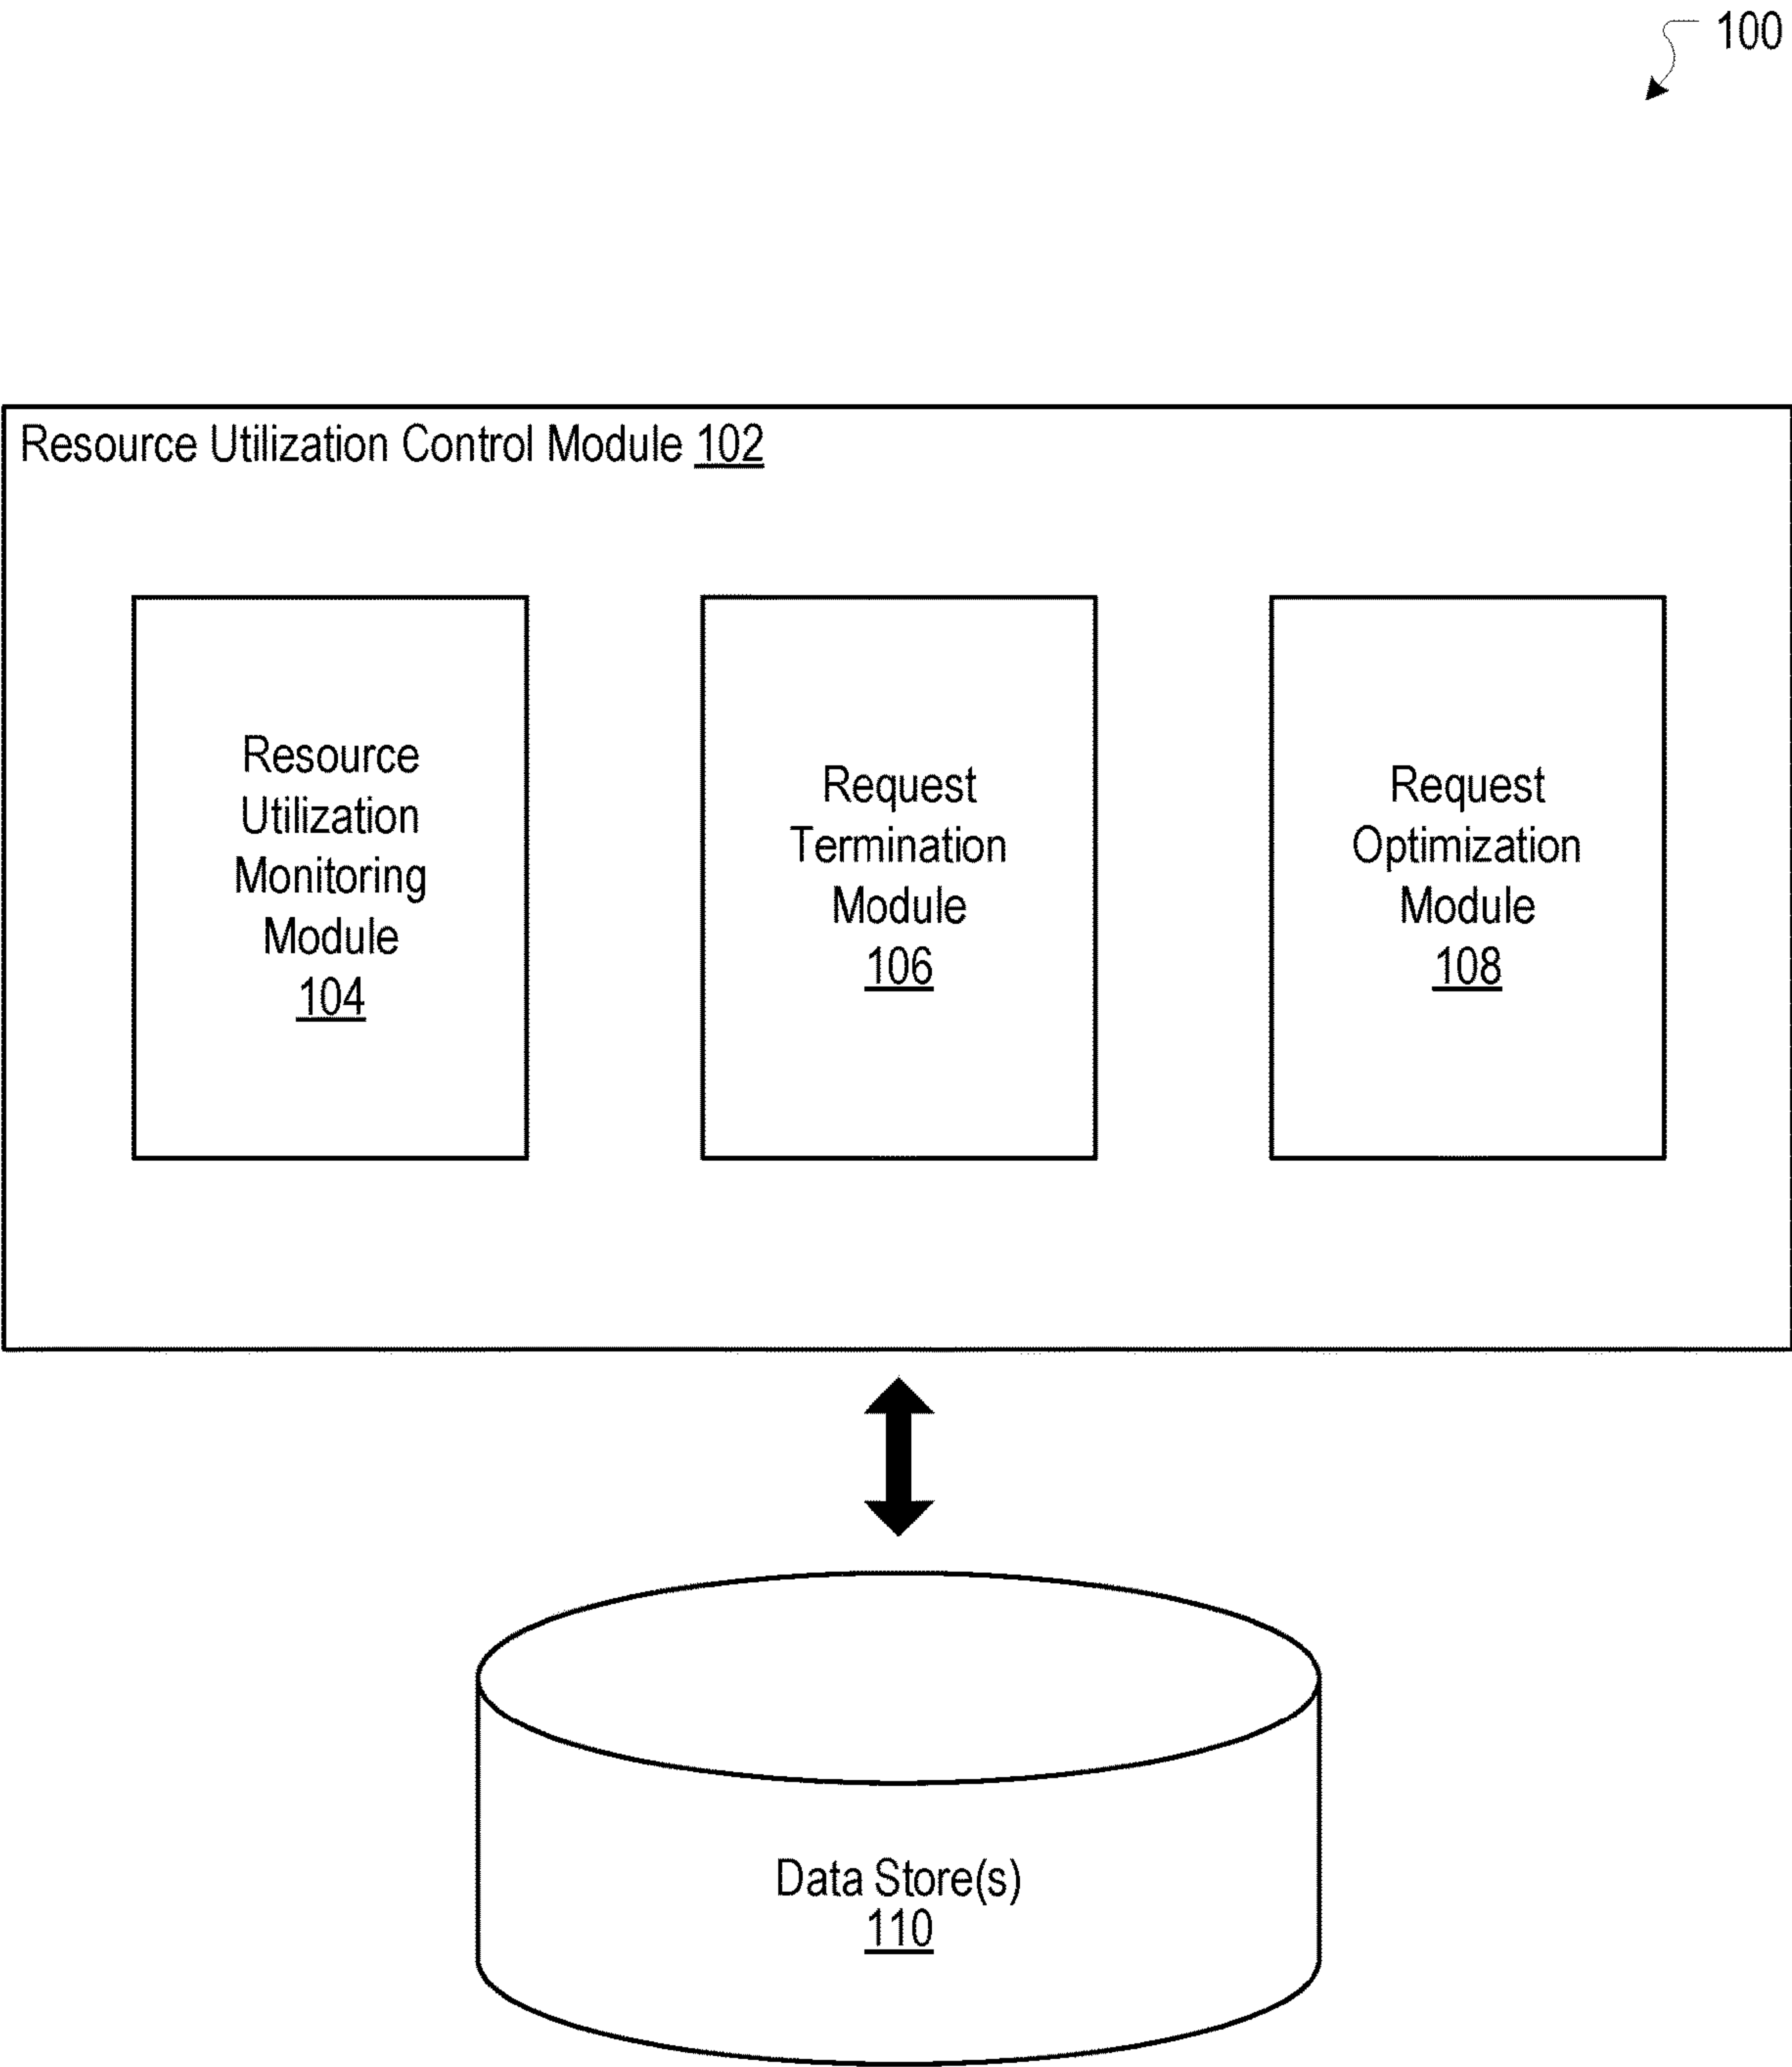 100
Resource Utilization Control Module 102
Resource
Utilization
Monitoring
Module
104
Request
Termination
Module
106
Request
Optimization
Module
108
Data Store(s)
110